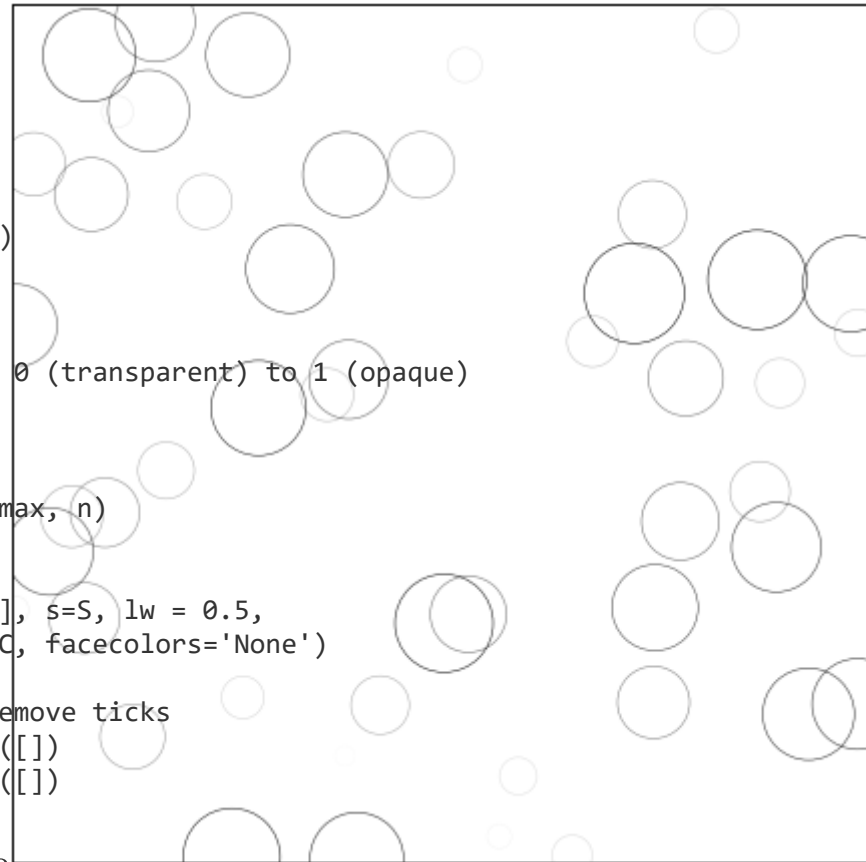 )
0 (transparent) to 1 (opaque)
max, n)
], s=S, lw = 0.5,
C, facecolors='None')
emove ticks
([])
([])